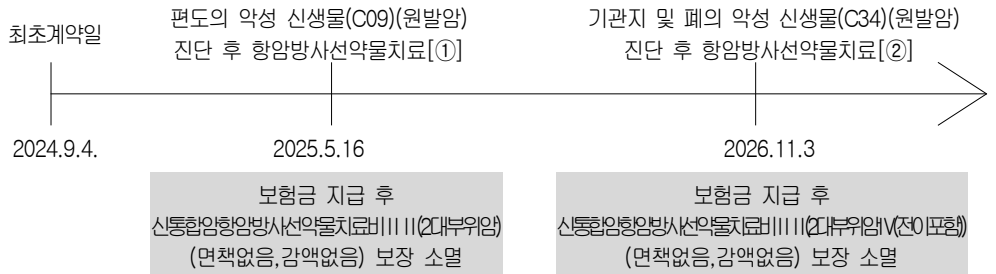 최초계약일
편도의 악성 신생물(C09)(원발암)
진단 후 항암방사선약물치료[①]
기관지 및 폐의 악성 신생물(C34)(원발암)
진단 후 항암방사선약물치료[②]
2024.9.4.
2025.5.16
2026.11.3
보험금 지급 후
신통합암항암방사선약물치료비ⅠⅠⅠⅠ(2대부위암)
(면책없음,감액없음) 보장 소멸
보험금 지급 후
신통합암항암방사선약물치료비ⅠⅠⅠⅠ(2대부위암Ⅳ(전이포함))
(면책없음,감액없음) 보장 소멸